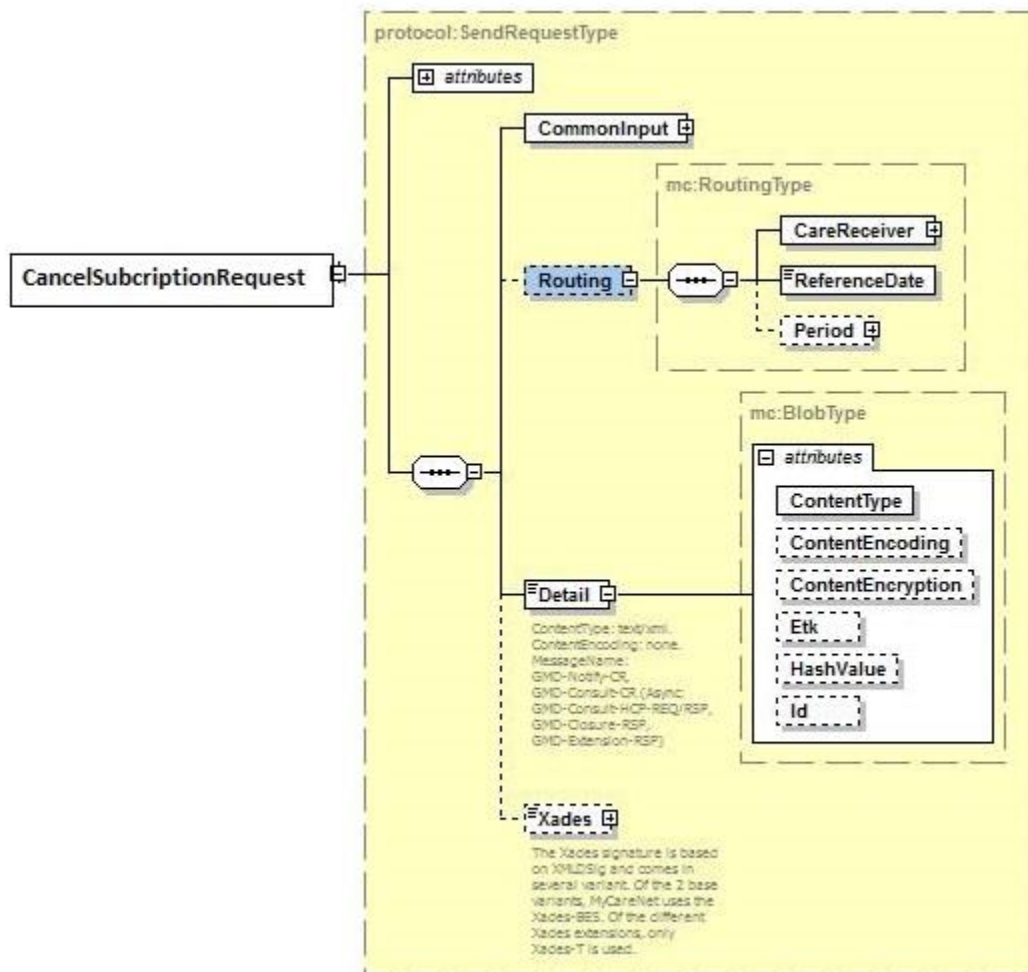 protocol:SendRequestType
attributes
CommonInput
mc:RoutingType
CareReceiver
CancelSubcriptionRequest
Routing
ReferenceDate
Period
mc:BlobType
attributes
ContentType
ContentEncoding
ContentEncryption
Detail
Etk
HashValue
Id
ContentType: text/xml.
ContentEncoding: none.
MessageName:
GMD-Notify-CR,
GMD-Consult-CR (Async:
GMD-Consult-HCP-REQ/RSP,
GMD-Closure-RSP,
GMD-Extension-RSP)
Xades
The Xades signature is based
on XMLDSig and comes in
several variant. Of the 2 base
variants, MyCareNet uses the
Xades-BES. Of the different
Xades extensions, only
Xades-T is used.